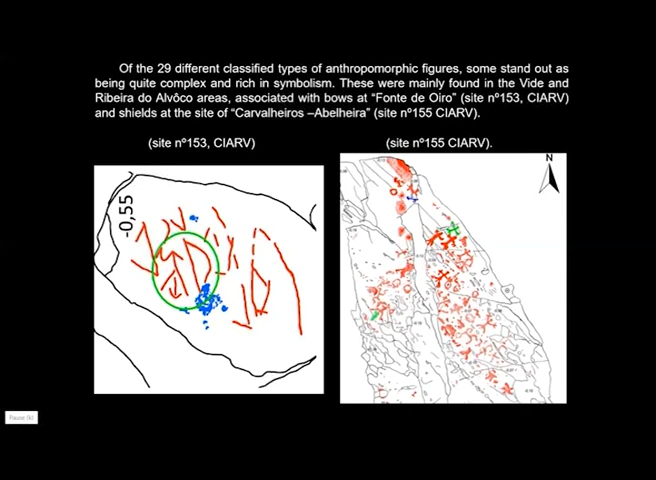 Of the 29 different classified types of anthropomorphic figures, some stand out as
being quite complex and rich in symbolism. These were mainly found in the Vide and
Ribeira do Alvôco areas, associated with bows at “Fonte de Oiro” (site nº153, CIARV)
and shields at the site of “Carvalheiros –Abelheira” (site nº155 CIARV).
(site nº153, CIARV)
(site nº155 CIARV).
-0,55
N
Pause (k)